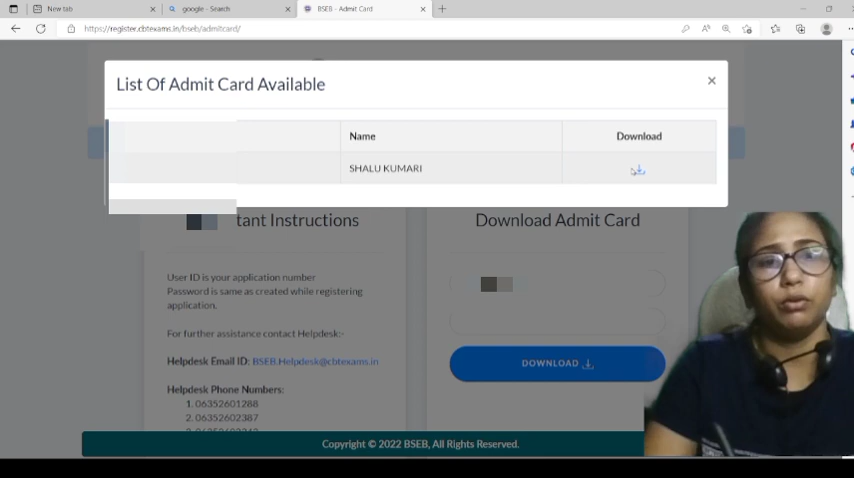 New tab
google - Search
BSEB - Admit Card
https://register.cbtexams.in/bseb/admitcard/
List Of Admit Card Available
Name
Download
SHALU KUMARI
tant Instructions
Download Admit Card
User ID is your application number
Password is same as created while registering
application.
For further assistance contact Helpdesk:-
Helpdesk Email ID: BSEB.Helpdesk@cbtexams.in
DOWNLOAD
Helpdesk Phone Numbers:
1. 06352601288
2. 06352602387
Copyright © 2022 BSEB, All Rights Reserved.